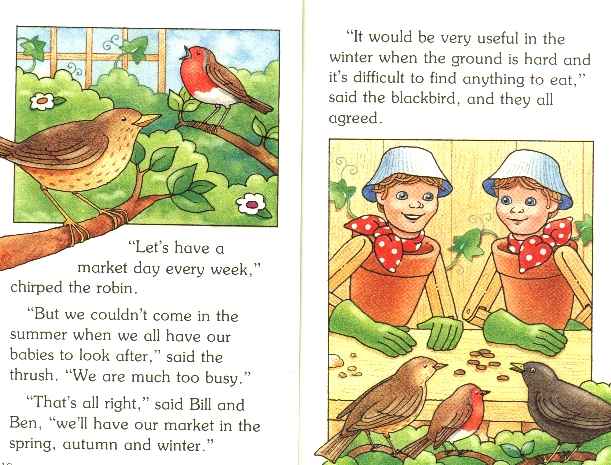 "Let's have a
market day every week,"
chirped the robin.
"But we couldn't come in the
summer when we all have our
babies to look after," said the
thrush. "We are much too busy."
"That's all right," said Bill and
Ben, "we'll have our market in the
spring, autumn and winter."
"It would be very useful in the
winter when the ground is hard and
it's difficult to find anything to eat,"
said the blackbird, and they all
agreed.